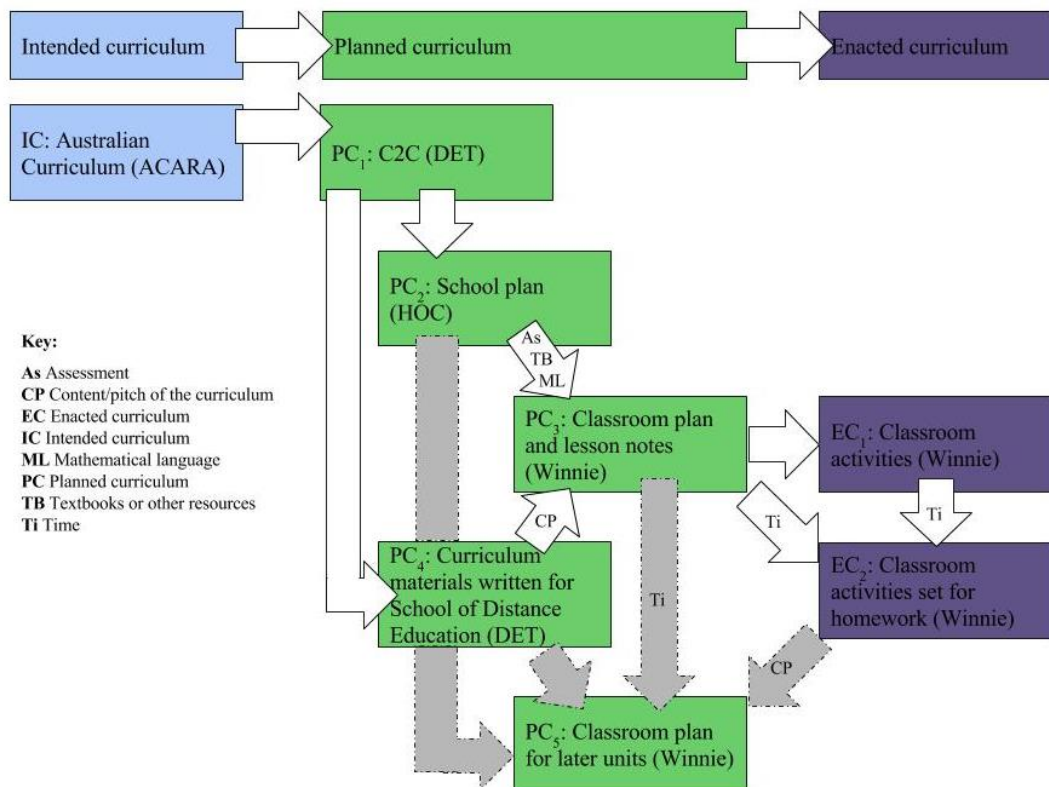 Intended curriculum
Planned curriculum
Enacted curriculum
IC: Australian
Curriculum (ACARA)
PC₁: C2C (DET)
PC₂: School plan
(HOC)
Key:
As Assessment
CP Content/pitch of the curriculum
EC Enacted curriculum
IC Intended curriculum
ML Mathematical language
PC Planned curriculum
TB Textbooks or other resources
Ti Time
As
TB
ML
PC₃: Classroom plan
and lesson notes
(Winnie)
EC₁: Classroom
activities (Winnie)
CP
Ti
Ti
PC₄: Curriculum
materials written for
School of Distance
Education (DET)
Ti
EC₂: Classroom
activities set for
homework (Winnie)
CP
PC₅: Classroom plan
for later units (Winnie)